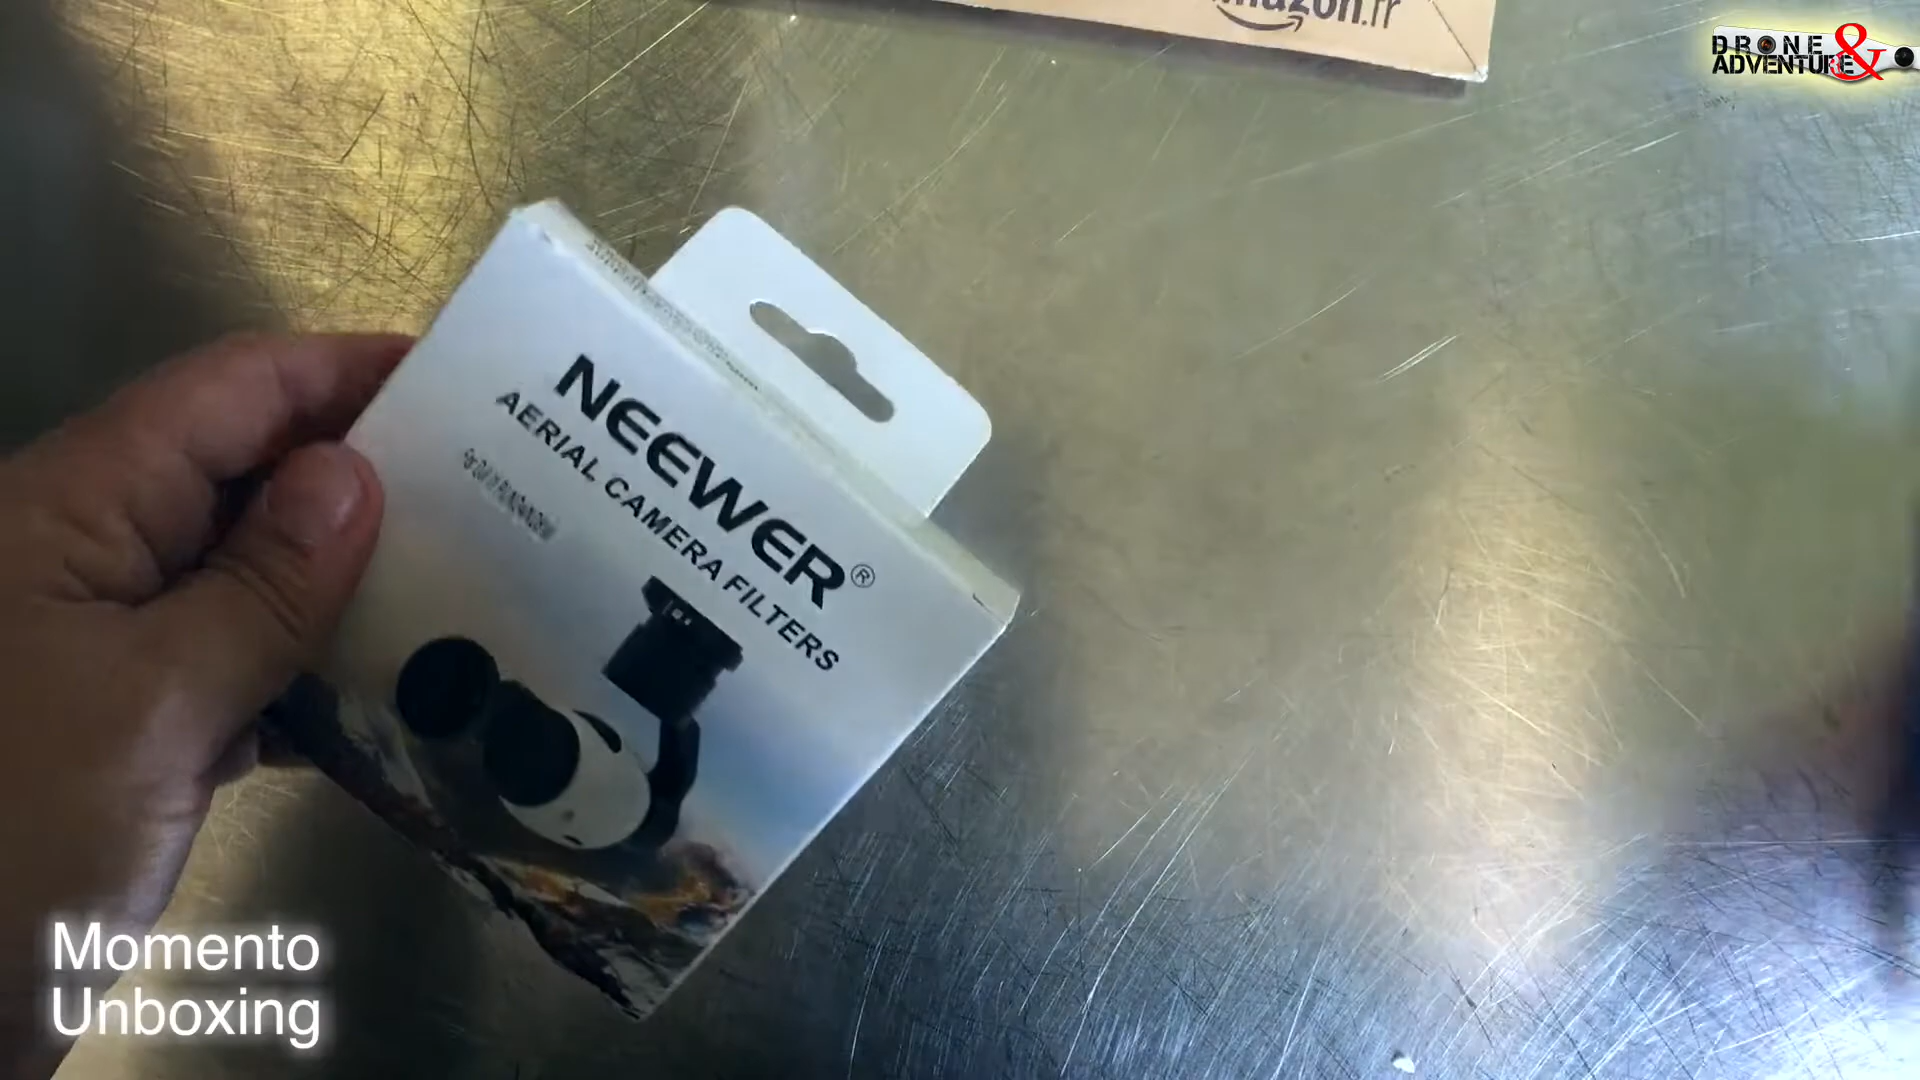 amazon.fr
DRONE &
ADVENTURE
NEEWER®
AERIAL CAMERA FILTERS
Momento
Unboxing